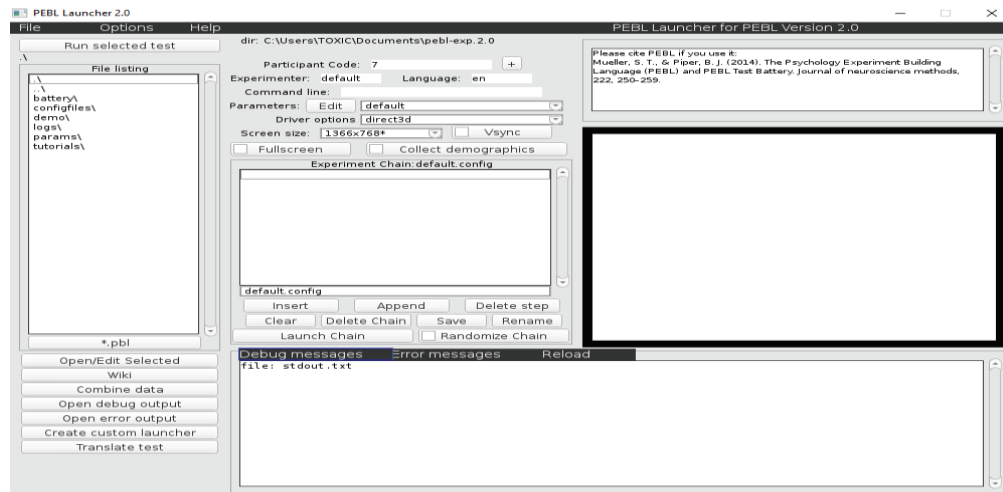 PEBL Launcher 2.0
File Options Help
PEBL Launcher for PEBL Version 2.0
Run selected test
.\
File listing
.\
..\
battery\
configfiles\
demo\
logs\
params\
tutorials\
*.pbl
Open/Edit Selected
Wiki
Combine data
Open debug output
Open error output
Create custom launcher
Translate test
dir: C:\Users\TOXIC\Documents\pebl-exp.2.0
Participant Code: 7 +
Experimenter: default Language: en
Command line:
Parameters: Edit default
Driver options direct3d
Screen size: 1366x768* Vsync
Fullscreen Collect demographics
Experiment Chain:default.config
default.config
Insert Append Delete step
Clear Delete Chain Save Rename
Launch Chain Randomize Chain
Please cite PEBL if you use it:
Mueller, S. T., & Piper, B. J. (2014). The Psychology Experiment Building
Language (PEBL) and PEBL Test Battery. Journal of neuroscience methods,
222, 250-259.
Debug messages Error messages Reload
file: stdout.txt